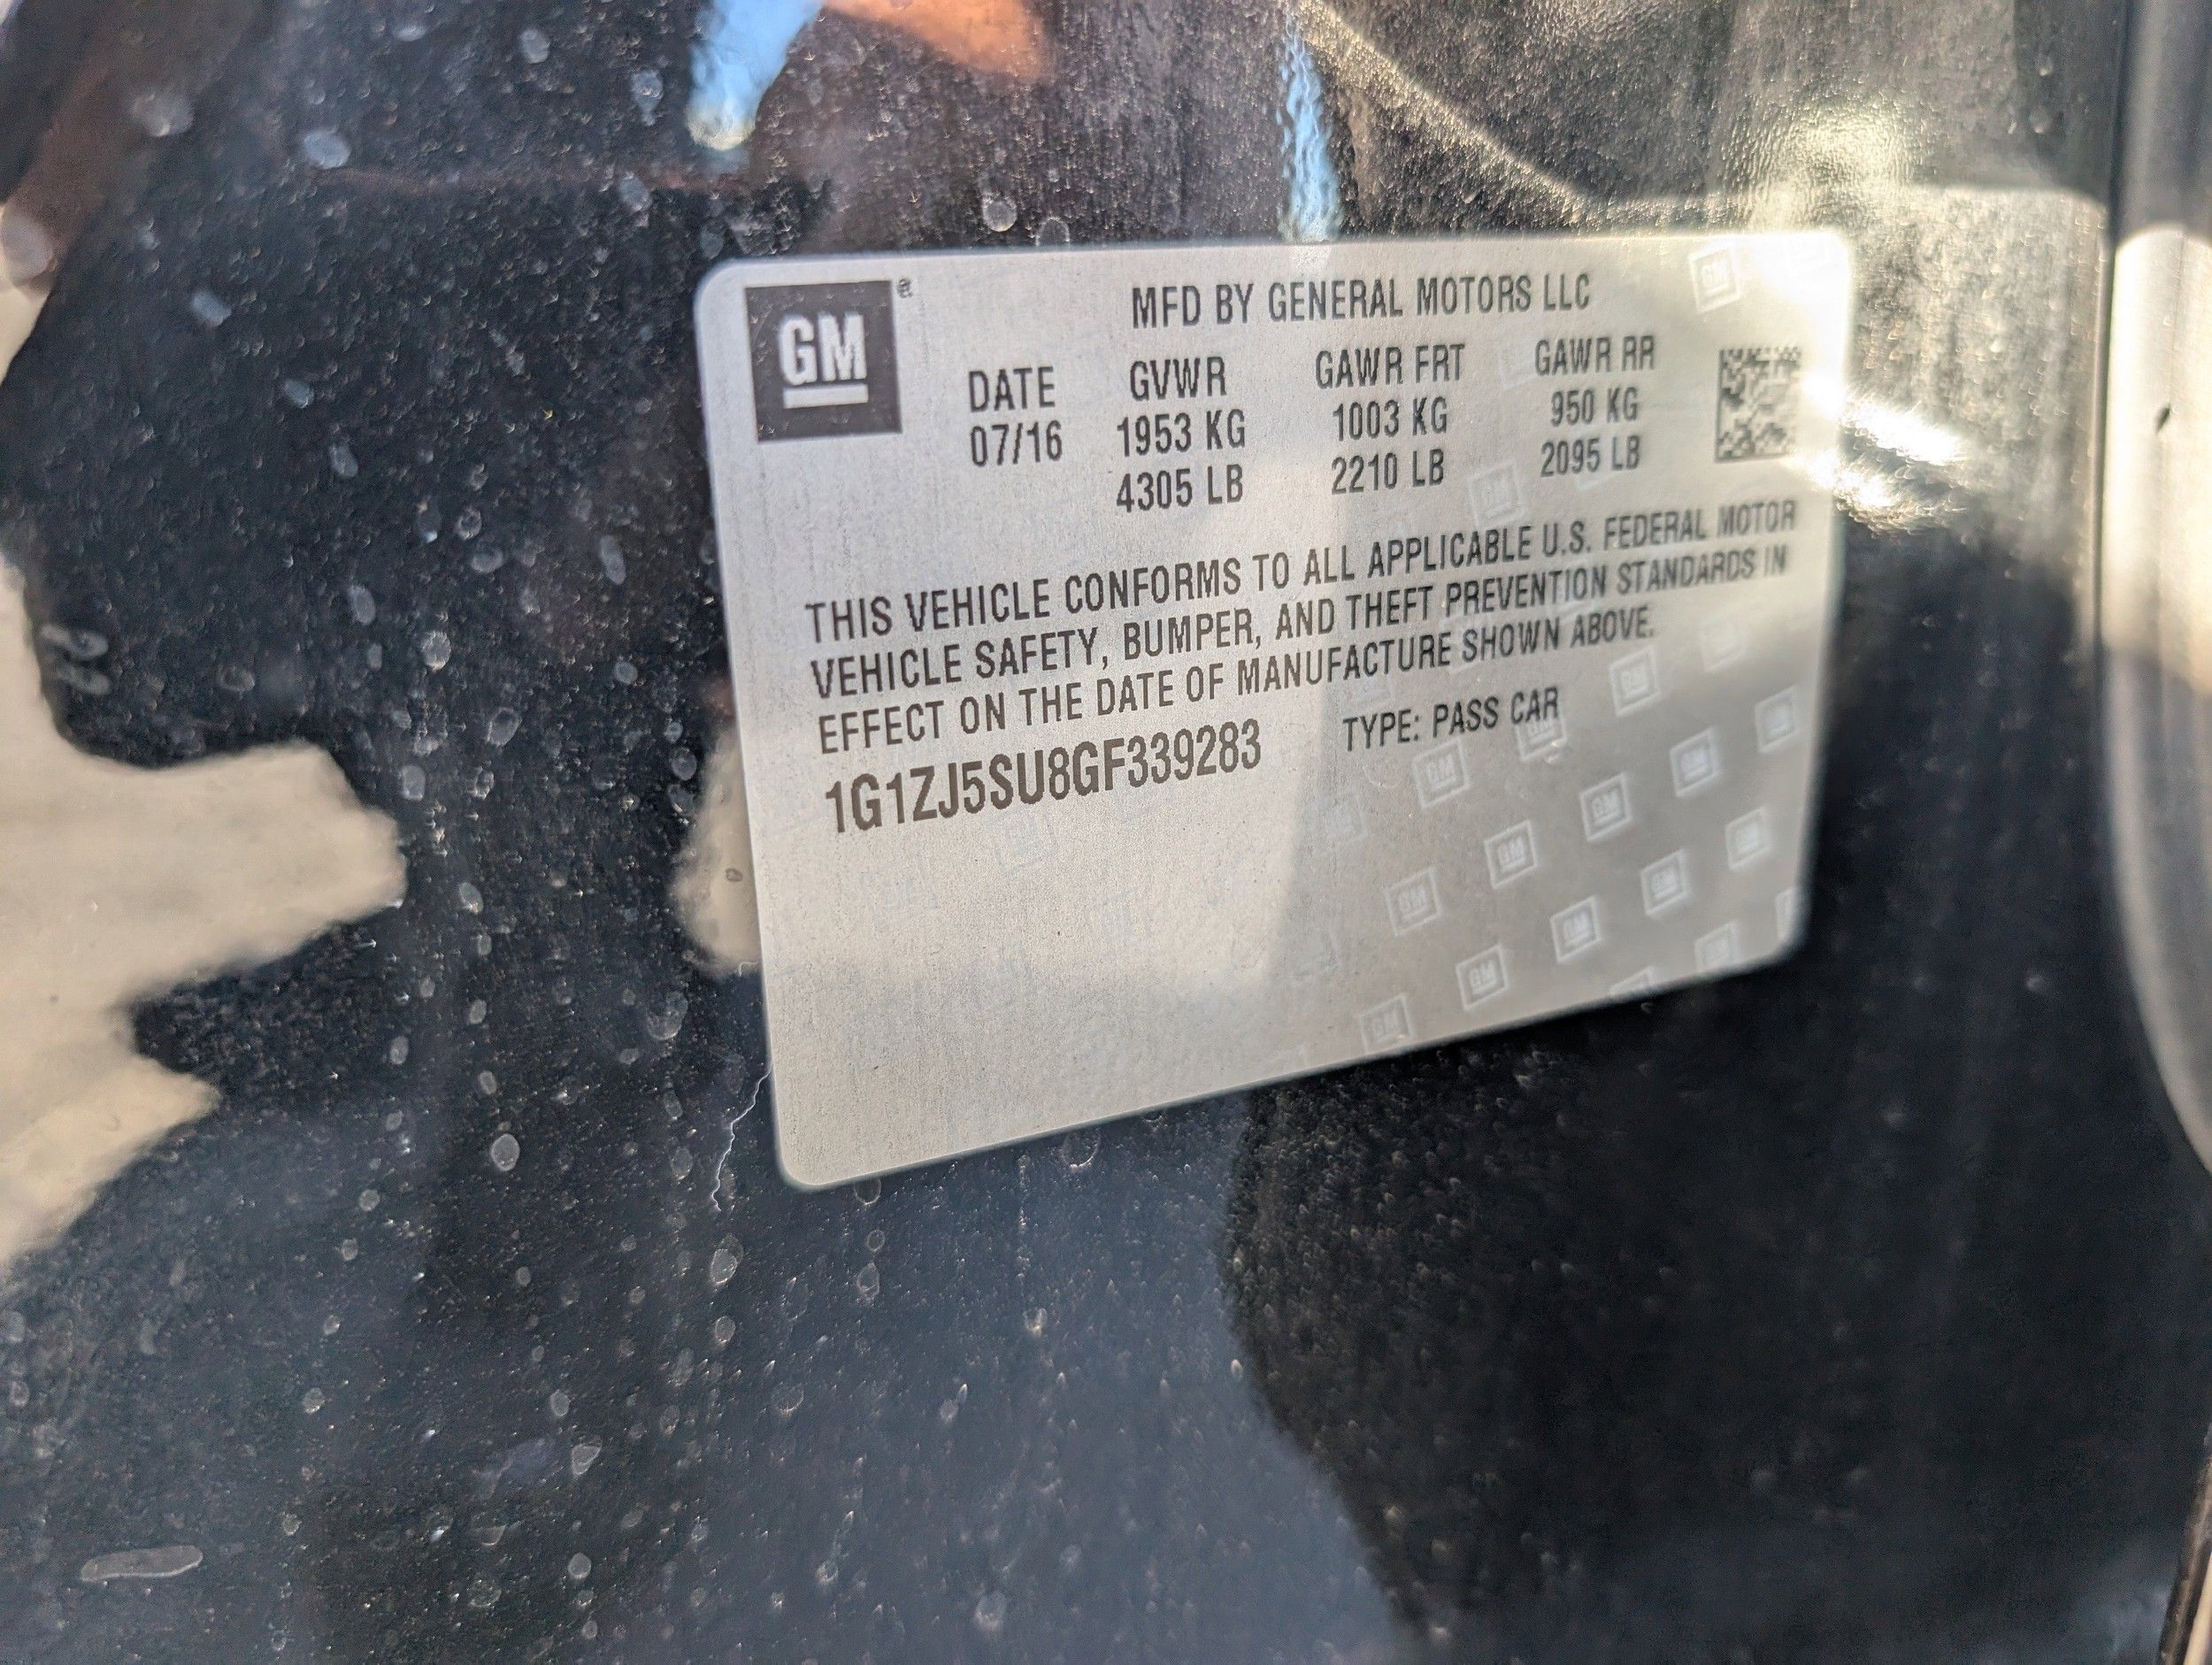 GM
MFD BY GENERAL MOTORS LLC
DATE GVWR GAWR FRT GAWR RR
07/16 1953 KG 1003 KG 950 KG
4305 LB 2210 LB 2095 LB
THIS VEHICLE CONFORMS TO ALL APPLICABLE U.S. FEDERAL MOTOR
VEHICLE SAFETY, BUMPER, AND THEFT PREVENTION STANDARDS IN
EFFECT ON THE DATE OF MANUFACTURE SHOWN ABOVE.
1G1ZJ5SU8GF339283 TYPE: PASS CAR